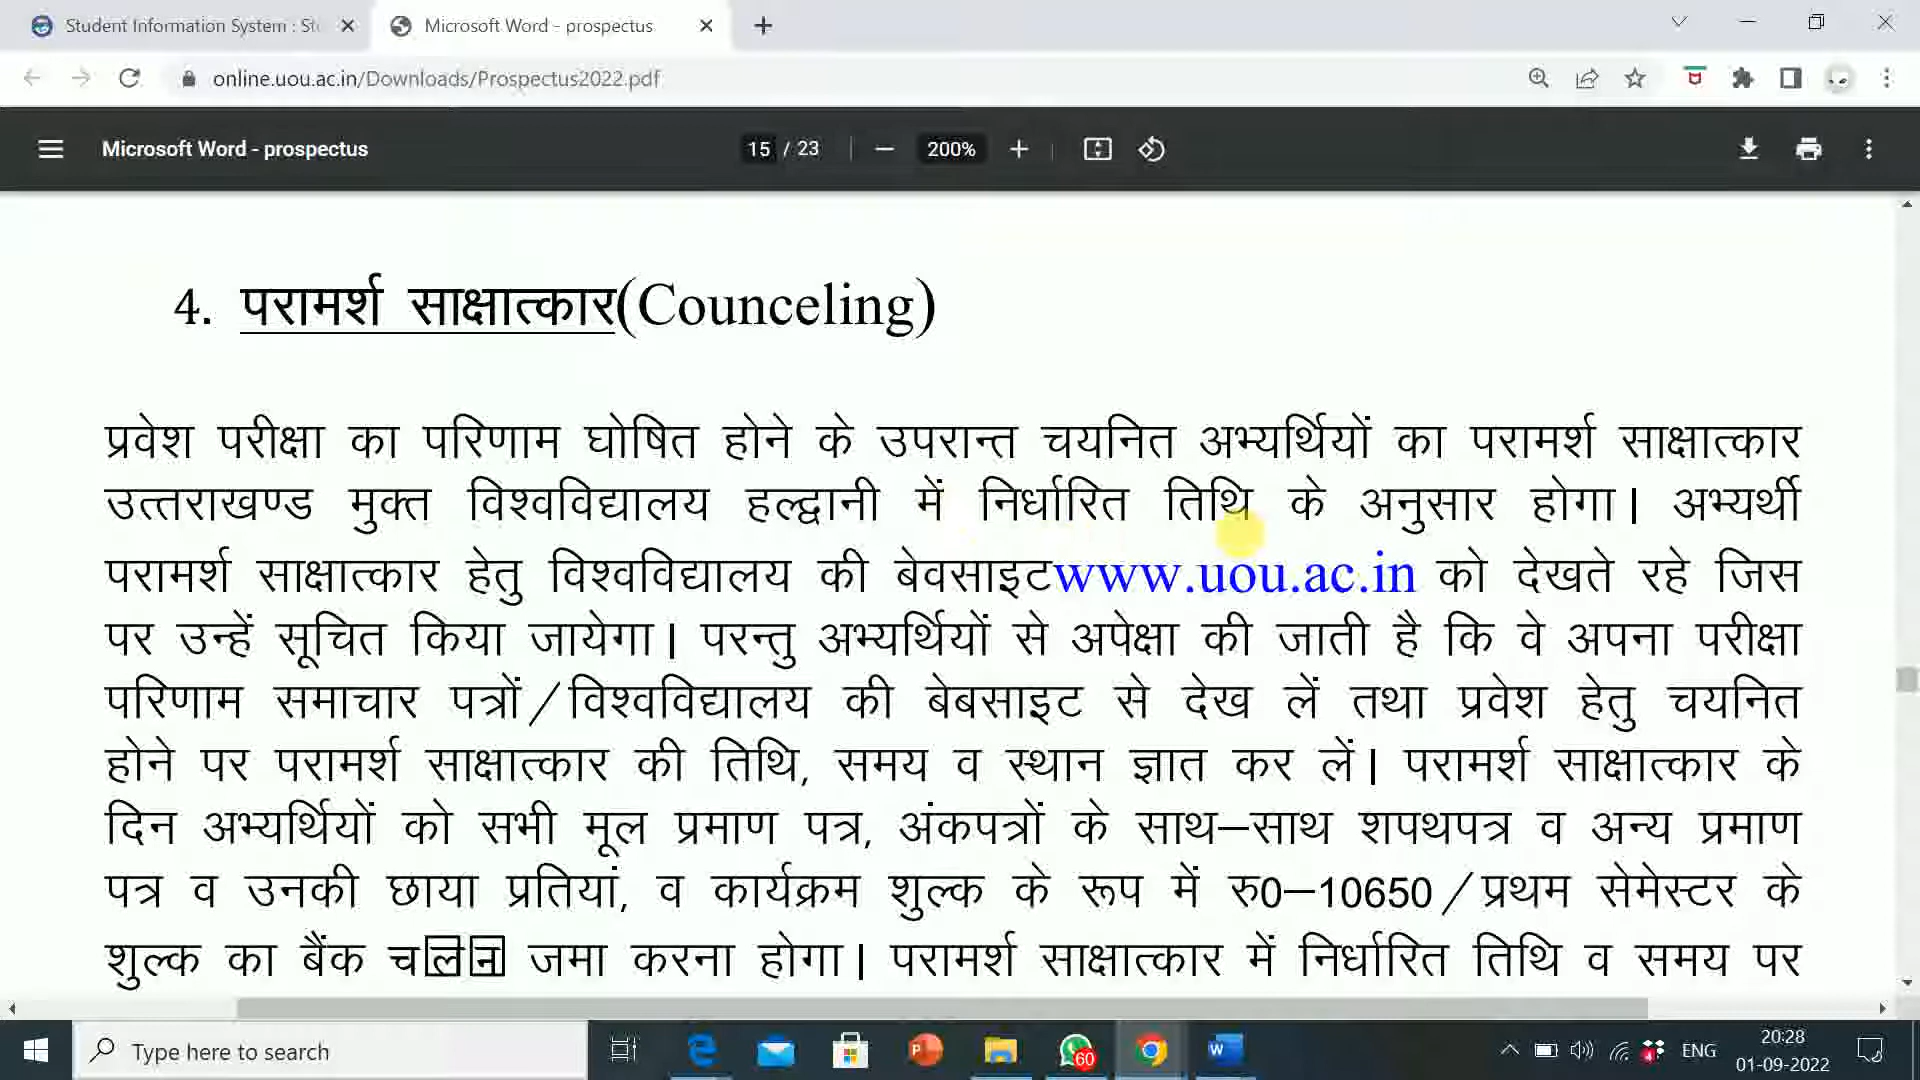 Student Information System : St
Microsoft Word - prospectus
online.uou.ac.in/Downloads/Prospectus2022.pdf
Microsoft Word - prospectus
15 / 23
200%
4. परामर्श साक्षात्कार(Counceling)
प्रवेश परीक्षा का परिणाम घोषित होने के उपरान्त चयनित अभ्यर्थियों का परामर्श साक्षात्कार
उत्तराखण्ड मुक्त विश्वविद्यालय हल्द्वानी में निर्धारित तिथि के अनुसार होगा। अभ्यर्थी
परामर्श साक्षात्कार हेतु विश्वविद्यालय की बेवसाइटwww.uou.ac.in को देखते रहे जिस
पर उन्हें सूचित किया जायेगा। परन्तु अभ्यर्थियों से अपेक्षा की जाती है कि वे अपना परीक्षा
परिणाम समाचार पत्रों/विश्वविद्यालय की बेबसाइट से देख लें तथा प्रवेश हेतु चयनित
होने पर परामर्श साक्षात्कार की तिथि, समय व स्थान ज्ञात कर लें। परामर्श साक्षात्कार के
दिन अभ्यर्थियों को सभी मूल प्रमाण पत्र, अंकपत्रों के साथ–साथ शपथपत्र व अन्य प्रमाण
पत्र व उनकी छाया प्रतियां, व कार्यक्रम शुल्क के रूप में रु0–10650/प्रथम सेमेस्टर के
शुल्क का बैंक चलन जमा करना होगा। परामर्श साक्षात्कार में निर्धारित तिथि व समय पर
Type here to search
60
4
ENG
20:28
01-09-2022